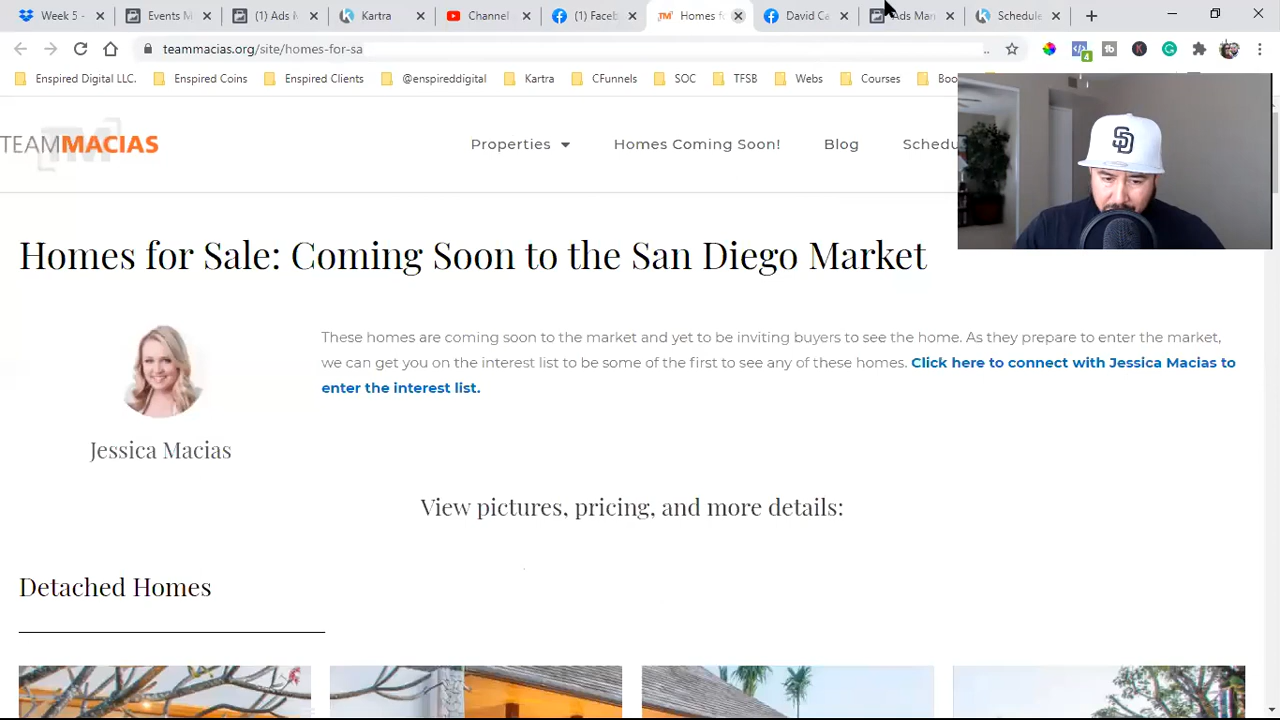 Week 5 -
Events M
(1) Ads M
Kartra
Channel
(1) Faceb
Homes fo
David Ca
Ads Man
Schedule
teammacias.org/site/homes-for-sa
4
Enspired Digital LLC.
Enspired Coins
Enspired Clients
@enspireddigital
Kartra
CFunnels
SOC
TFSB
Webs
Courses
Boo
TEAMMACIAS
Properties
Homes Coming Soon!
Blog
Schedu
SD
Homes for Sale: Coming Soon to the San Diego Market
These homes are coming soon to the market and yet to be inviting buyers to see the home. As they prepare to enter the market,
we can get you on the interest list to be some of the first to see any of these homes. Click here to connect with Jessica Macias to
enter the interest list.
Jessica Macias
View pictures, pricing, and more details:
Detached Homes